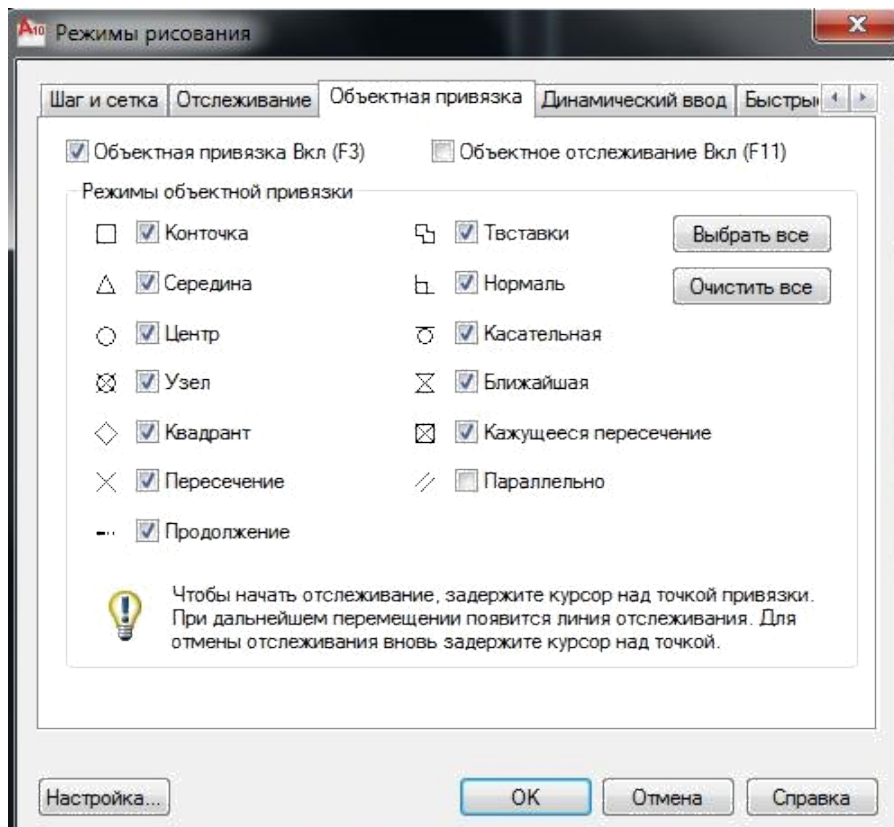 A10 Режимы рисования
Шаг и сетка Отслеживание Объектная привязка Динамический ввод Быстры
Объектная привязка Вкл (F3) Объектное отслеживание Вкл (F11)
Режимы объектной привязки
Конточка Твставки Выбрать все
Середина Нормаль Очистить все
Центр Касательная
Узел Ближайшая
Квадрант Кажущееся пересечение
Пересечение Параллельно
Продолжение
Чтобы начать отслеживание, задержите курсор над точкой привязки.
При дальнейшем перемещении появится линия отслеживания. Для
отмены отслеживания вновь задержите курсор над точкой.
Настройка... OK Отмена Справка